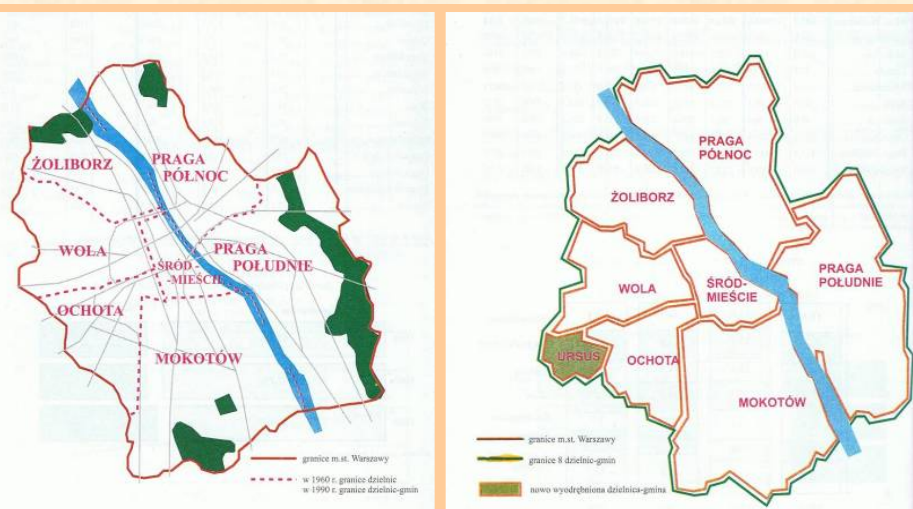 ŻOLIBORZ
PRAGA
PÓŁNOC
WOLA
PRAGA
POŁUDNIE
ŚRÓD -
-MIEŚCIE
OCHOTA
MOKOTÓW
granice m.st. Warszawy
w 1960 r. granice dzielnic
w 1990 r. granice dzielnic-gmin
PRAGA
PÓŁNOC
ŻOLIBORZ
WOLA
ŚRÓD-
MIEŚCIE
PRAGA
POŁUDNIE
URSUS
OCHOTA
MOKOTÓW
granice m.st. Warszawy
granice 8 dzielnic-gmin
nowo wyodrębniona dzielnica-gmina